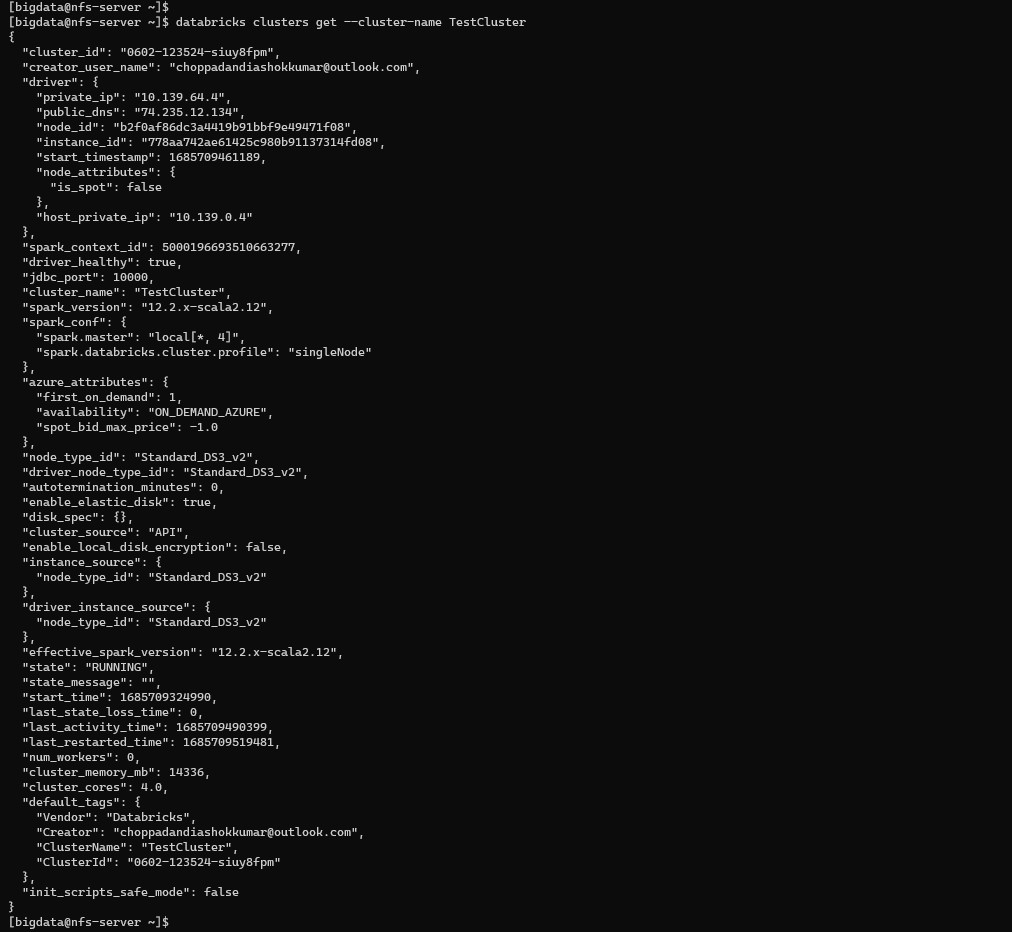 [bigdata@nfs-server ~]$
[bigdata@nfs-server ~]$ databricks clusters get --cluster-name TestCluster
{
  "cluster_id": "0602-123524-siuy8fpm",
  "creator_user_name": "choppadandiashokkumar@outlook.com",
  "driver": {
    "private_ip": "10.139.64.4",
    "public_dns": "74.235.12.134",
    "node_id": "b2f0af86dc3a4419b91bbf9e49471f08",
    "instance_id": "778aa742ae61425c980b91137314fd08",
    "start_timestamp": 1685709461189,
    "node_attributes": {
      "is_spot": false
    },
    "host_private_ip": "10.139.0.4"
  },
  "spark_context_id": 5000196693510663277,
  "driver_healthy": true,
  "jdbc_port": 10000,
  "cluster_name": "TestCluster",
  "spark_version": "12.2.x-scala2.12",
  "spark_conf": {
    "spark.master": "local[*, 4]",
    "spark.databricks.cluster.profile": "singleNode"
  },
  "azure_attributes": {
    "first_on_demand": 1,
    "availability": "ON_DEMAND_AZURE",
    "spot_bid_max_price": -1.0
  },
  "node_type_id": "Standard_DS3_v2",
  "driver_node_type_id": "Standard_DS3_v2",
  "autotermination_minutes": 0,
  "enable_elastic_disk": true,
  "disk_spec": {},
  "cluster_source": "API",
  "enable_local_disk_encryption": false,
  "instance_source": {
    "node_type_id": "Standard_DS3_v2"
  },
  "driver_instance_source": {
    "node_type_id": "Standard_DS3_v2"
  },
  "effective_spark_version": "12.2.x-scala2.12",
  "state": "RUNNING",
  "state_message": "",
  "start_time": 1685709324990,
  "last_state_loss_time": 0,
  "last_activity_time": 1685709490399,
  "last_restarted_time": 1685709519481,
  "num_workers": 0,
  "cluster_memory_mb": 14336,
  "cluster_cores": 4.0,
  "default_tags": {
    "Vendor": "Databricks",
    "Creator": "choppadandiashokkumar@outlook.com",
    "ClusterName": "TestCluster",
    "ClusterId": "0602-123524-siuy8fpm"
  },
  "init_scripts_safe_mode": false
}
[bigdata@nfs-server ~]$